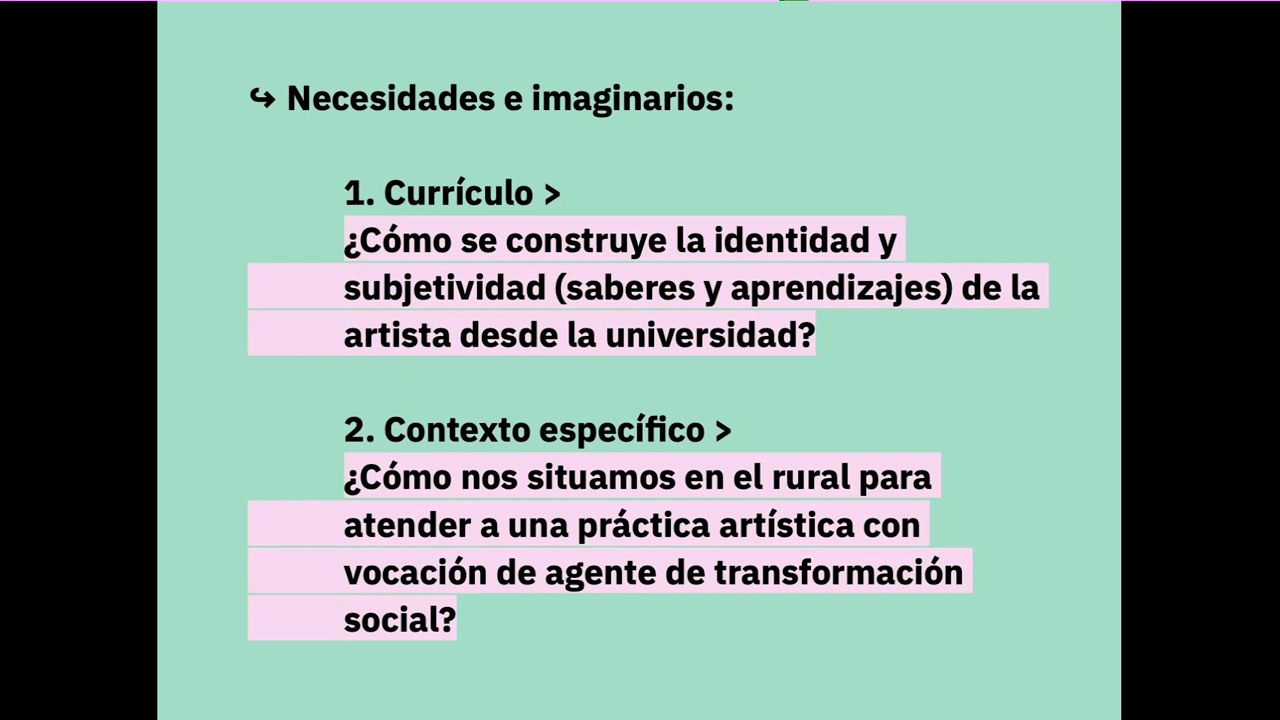 ↪ Necesidades e imaginarios:
1. Currículo >
¿Cómo se construye la identidad y
subjetividad (saberes y aprendizajes) de la
artista desde la universidad?
2. Contexto específico >
¿Cómo nos situamos en el rural para
atender a una práctica artística con
vocación de agente de transformación
social?